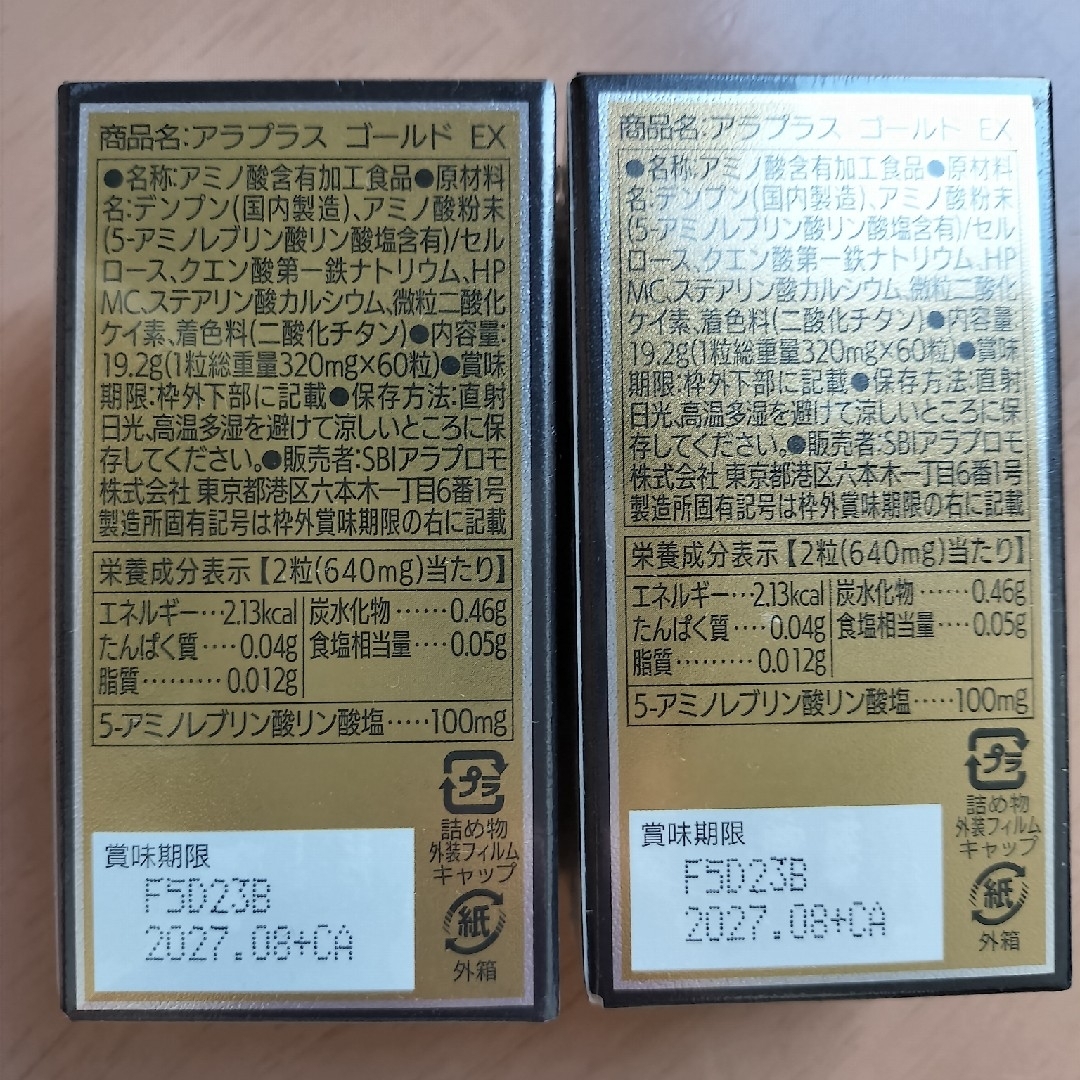 商品名:アラプラス ゴールド EX
●名称:アミノ酸含有加工食品●原材料
名:デンプン(国内製造)、アミノ酸粉末
(5-アミノレブリン酸リン酸塩含有)/セル
ロース、クエン酸第一鉄ナトリウム、HP
MC、ステアリン酸カルシウム、微粒二酸化
ケイ素、着色料(二酸化チタン)●内容量:
19.2g(1粒総重量320mg×60粒)●賞味
期限:枠外下部に記載●保存方法:直射
日光、高温多湿を避けて涼しいところに保
存してください。●販売者:SBIアラプロモ
株式会社 東京都港区六本木一丁目6番1号
製造所固有記号は枠外賞味期限の右に記載
栄養成分表示【2粒(640mg)当たり】
エネルギー…2.13kcal 炭水化物……0.46g
たんぱく質…‥0.04g 食塩相当量…‥0.05g
脂質………0.012g
5-アミノレブリン酸リン酸塩…‥100mg
プラ
詰め物
外装フィルム
キャップ
紙
外箱
賞味期限
F5D23B
2027.08+CA
商品名:アラプラス ゴールド EX
●名称:アミノ酸含有加工食品●原材料
名:デンプン(国内製造)、アミノ酸粉末
(5-アミノレブリン酸リン酸塩含有)/セル
ロース、クエン酸第一鉄ナトリウム、HP
MC、ステアリン酸カルシウム、微粒二酸化
ケイ素、着色料(二酸化チタン)●内容量:
19.2g(1粒総重量320mg×60粒)●賞味
期限:枠外下部に記載●保存方法:直射
日光、高温多湿を避けて涼しいところに保
存してください。●販売者:SBIアラプロモ
株式会社 東京都港区六本木一丁目6番1号
製造所固有記号は枠外賞味期限の右に記載
栄養成分表示【2粒(640mg)当たり】
エネルギー…2.13kcal 炭水化物……0.46g
たんぱく質…‥0.04g 食塩相当量…‥0.05g
脂質………0.012g
5-アミノレブリン酸リン酸塩…‥100mg
プラ
詰め物
外装フィルム
キャップ
紙
外箱
賞味期限
F5D23B
2027.08+CA